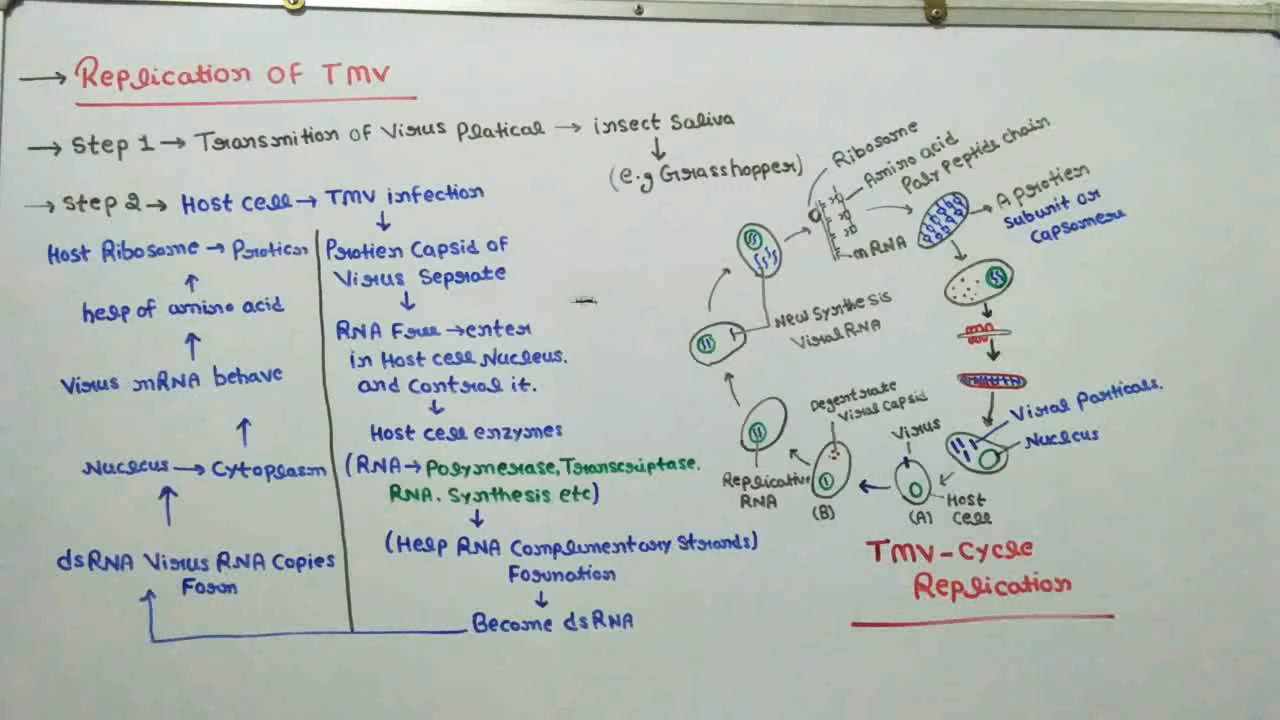 → Replication OF TMV
→ Step 1 → Transmition OF Virus Platical → insect Saliva
↓
(e.g Grasshopper)
→ Step 2 → Host cell → TMV infection
↓
Protien Capsid of
Virus Seprate
↓
RNA Free → enter
in Host cell Nucleus.
and Control it.
↓
Host cell enzymes
(RNA → Polymerase, Transcriptase.
RNA. Synthesis etc)
↓
(Help RNA Complementary Strands)
Formation
↓
Become dsRNA
dsRNA Virus RNA Copies
Form
↑
Nucleus → Cytoplasm
↑
Virus mRNA behave
↑
help of amino acid
↑
Host Ribosome → Protien
Ribosome
Amino acid
Poly Peptide chain
mRNA
A protien
Subunit or
Capsomere
New Synthesis
Viral RNA
Degentrate
Viral Capsid
Replicative
RNA
(B)
Virus
(A)
Host
Cell
Viral Particals.
Nucleus
TMV-Cycle
Replication